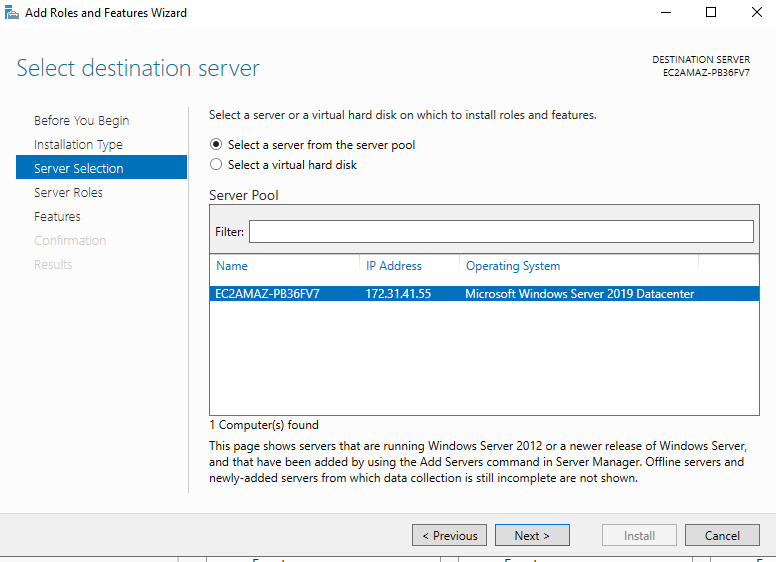 Add Roles and Features Wizard
Select destination server
DESTINATION SERVER
EC2AMAZ-PB36FV7
Before You Begin
Installation Type
Server Selection
Server Roles
Features
Confirmation
Results
Select a server or a virtual hard disk on which to install roles and features.
Select a server from the server pool
Select a virtual hard disk
Server Pool
Filter:
Name IP Address Operating System
EC2AMAZ-PB36FV7 172.31.41.55 Microsoft Windows Server 2019 Datacenter
1 Computer(s) found
This page shows servers that are running Windows Server 2012 or a newer release of Windows Server,
and that have been added by using the Add Servers command in Server Manager. Offline servers and
newly-added servers from which data collection is still incomplete are not shown.
< Previous Next > Install Cancel